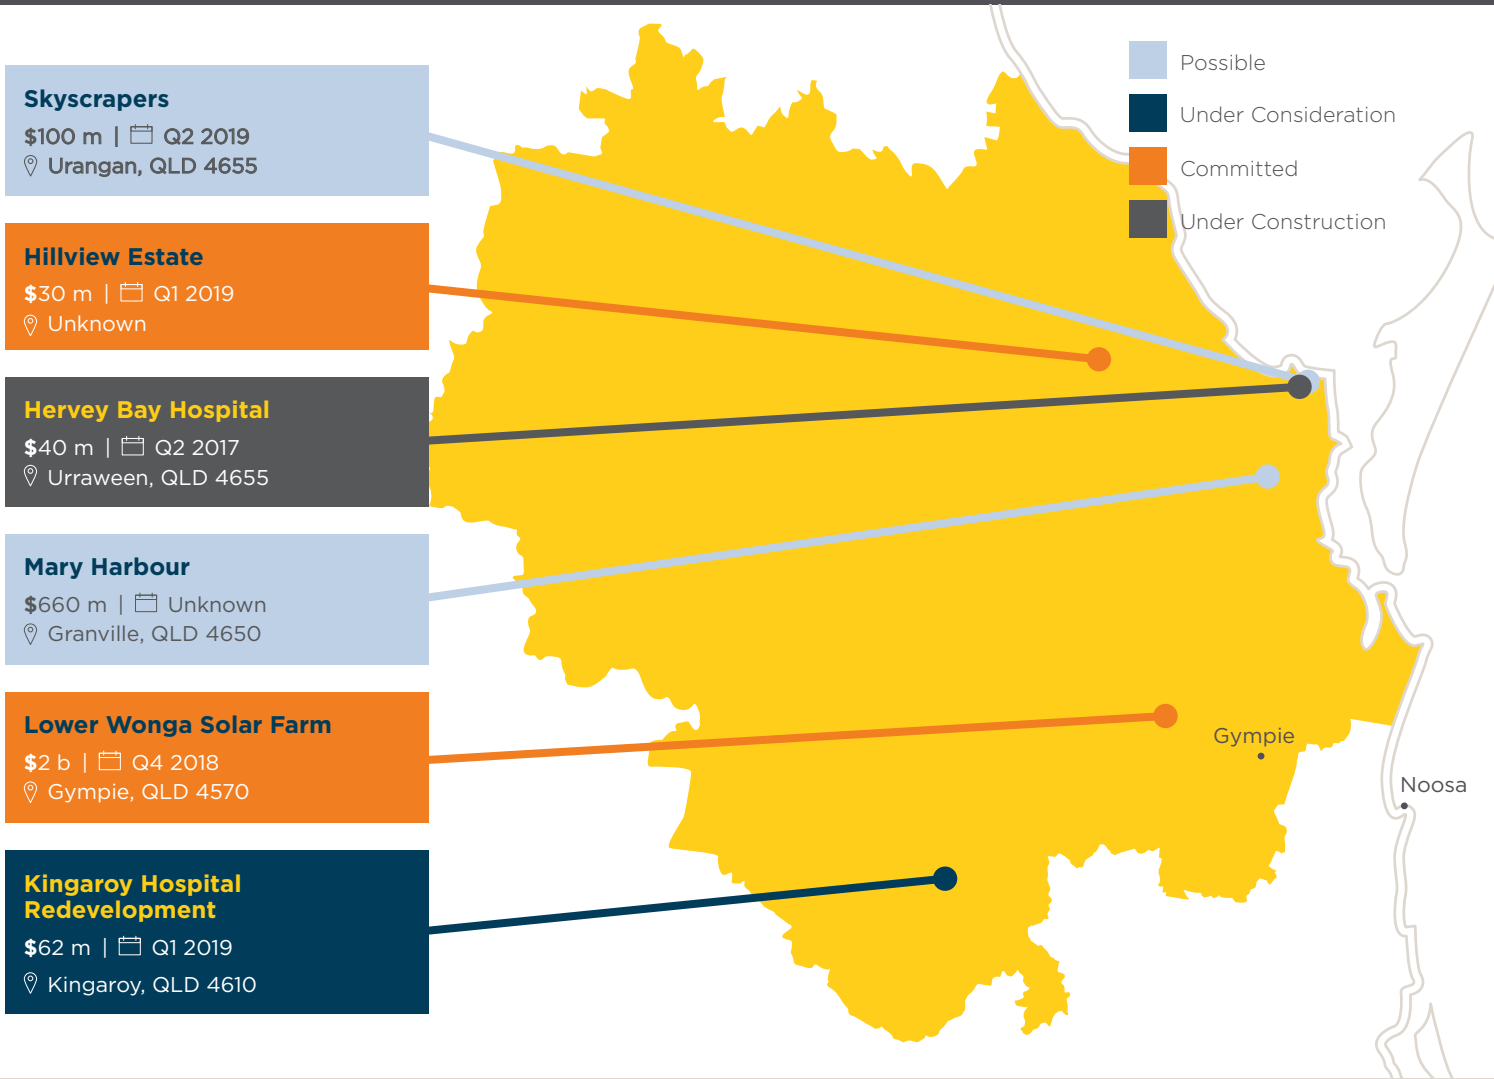 Skyscrapers
$100 m | Q2 2019
Urangan, QLD 4655
Hillview Estate
$30 m | Q1 2019
Unknown
Hervey Bay Hospital
$40 m | Q2 2017
Urraween, QLD 4655
Mary Harbour
$660 m | Unknown
Granville, QLD 4650
Lower Wonga Solar Farm
$2 b | Q4 2018
Gympie, QLD 4570
Kingaroy Hospital
Redevelopment
$62 m | Q1 2019
Kingaroy, QLD 4610
Possible
Under Consideration
Committed
Under Construction
Gympie
Noosa